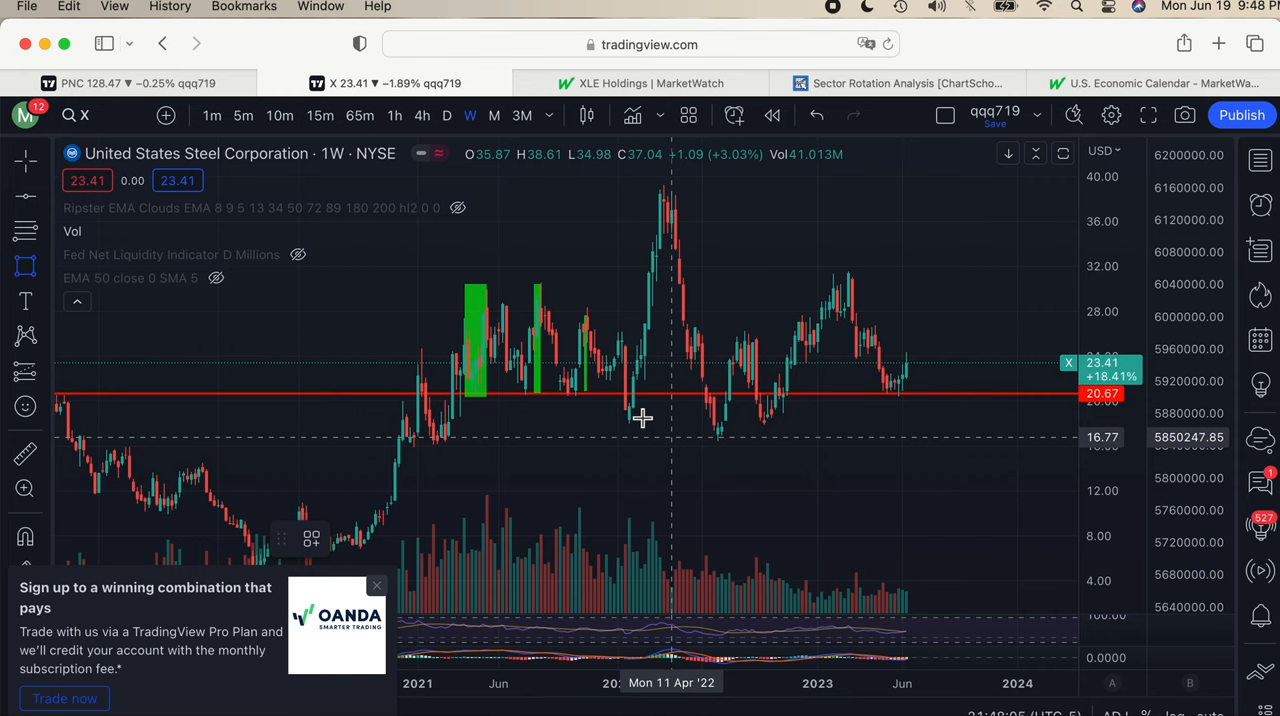 File Edit View History Bookmarks Window Help Mon Jun 19 9:48 P
tradingview.com
PNC 128.47 ▼ −0.25% qqq719
X 23.41 ▼ −1.89% qqq719
XLE Holdings | MarketWatch
Sector Rotation Analysis [ChartScho...
U.S. Economic Calendar - MarketWa...
M 12 X 1m 5m 10m 15m 65m 1h 4h D W M 3M qqq719 Publish
Save
United States Steel Corporation · 1W · NYSE O35.87 H38.61 L34.98 C37.04 +1.09 (+3.03%) Vol41.013M
USD
23.41 0.00 23.41
Ripster EMA Clouds EMA 8 9 5 13 34 50 72 89 180 200 hl2 0 0
Vol
Fed Net Liquidity Indicator D Millions
EMA 50 close 0 SMA 5
40.00
36.00
32.00
28.00
X 23.41
+18.41%
20.67
16.77
12.00
8.00
4.00
0.0000
6200000.00
6160000.00
6120000.00
6080000.00
6040000.00
6000000.00
5960000.00
5920000.00
5880000.00
5850247.85
5800000.00
5760000.00
5720000.00
5680000.00
5640000.00
1
527
Sign up to a winning combination that
pays
Trade with us via a TradingView Pro Plan and
we'll credit your account with the monthly
subscription fee.*
Trade now
OANDA
SMARTER TRADING
2021 Jun Mon 11 Apr '22 2023 Jun 2024 A B